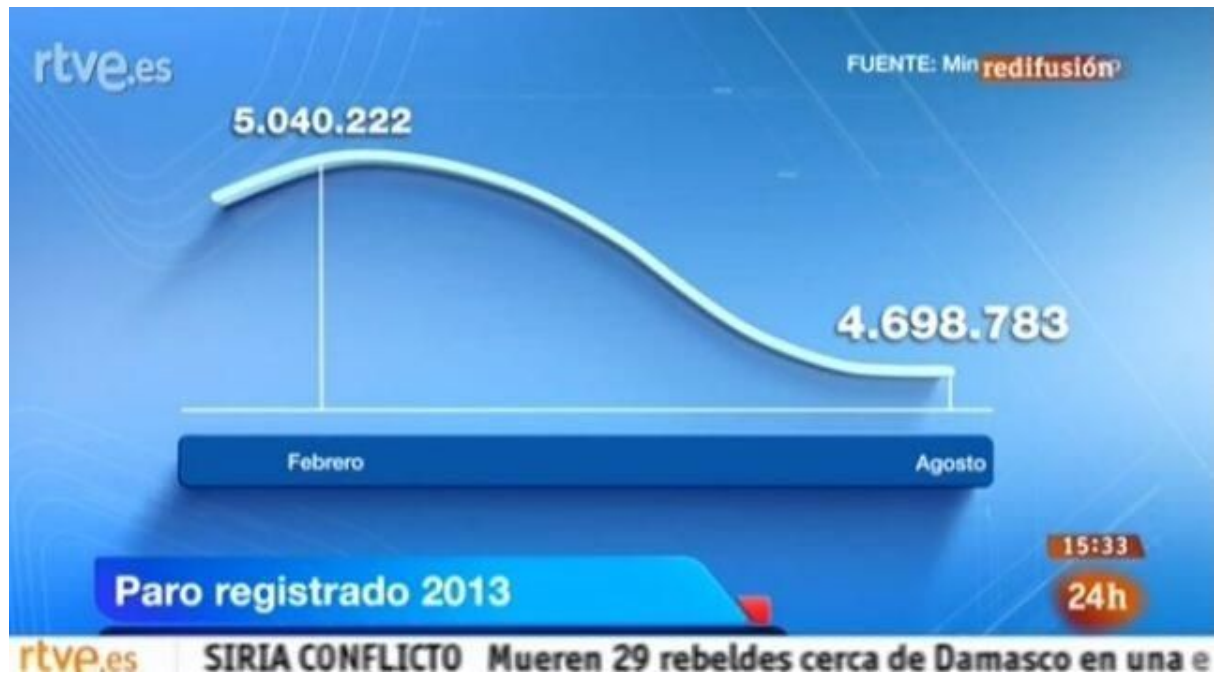 rtve.es
FUENTE: Min redifusión
5.040.222
4.698.783
Febrero
Agosto
15:33
Paro registrado 2013
24h
rtve.es SIRIA CONFLICTO Mueren 29 rebeldes cerca de Damasco en una e